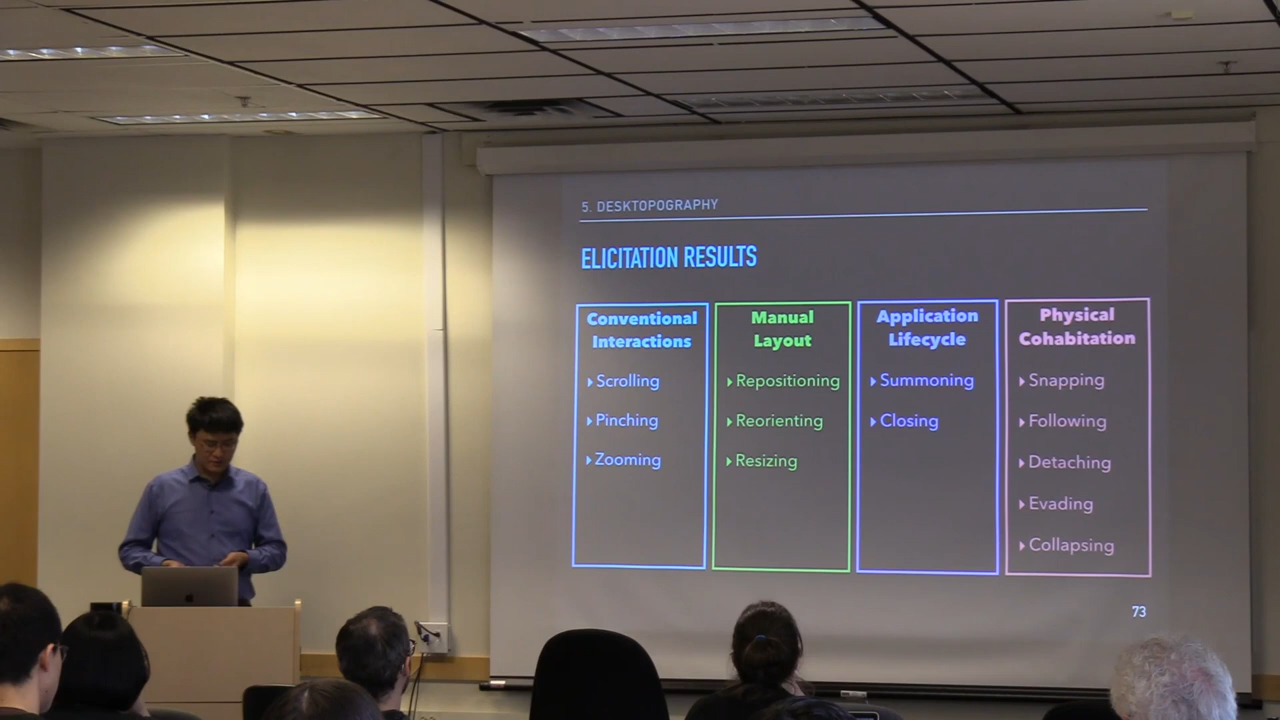 5. DESKTOPOGRAPHY
ELICITATION RESULTS
Conventional
Interactions
Scrolling
Pinching
Zooming
Manual
Layout
Repositioning
Reorienting
Resizing
Application
Lifecycle
Summoning
Closing
Physical
Cohabitation
Snapping
Following
Detaching
Evading
Collapsing
73